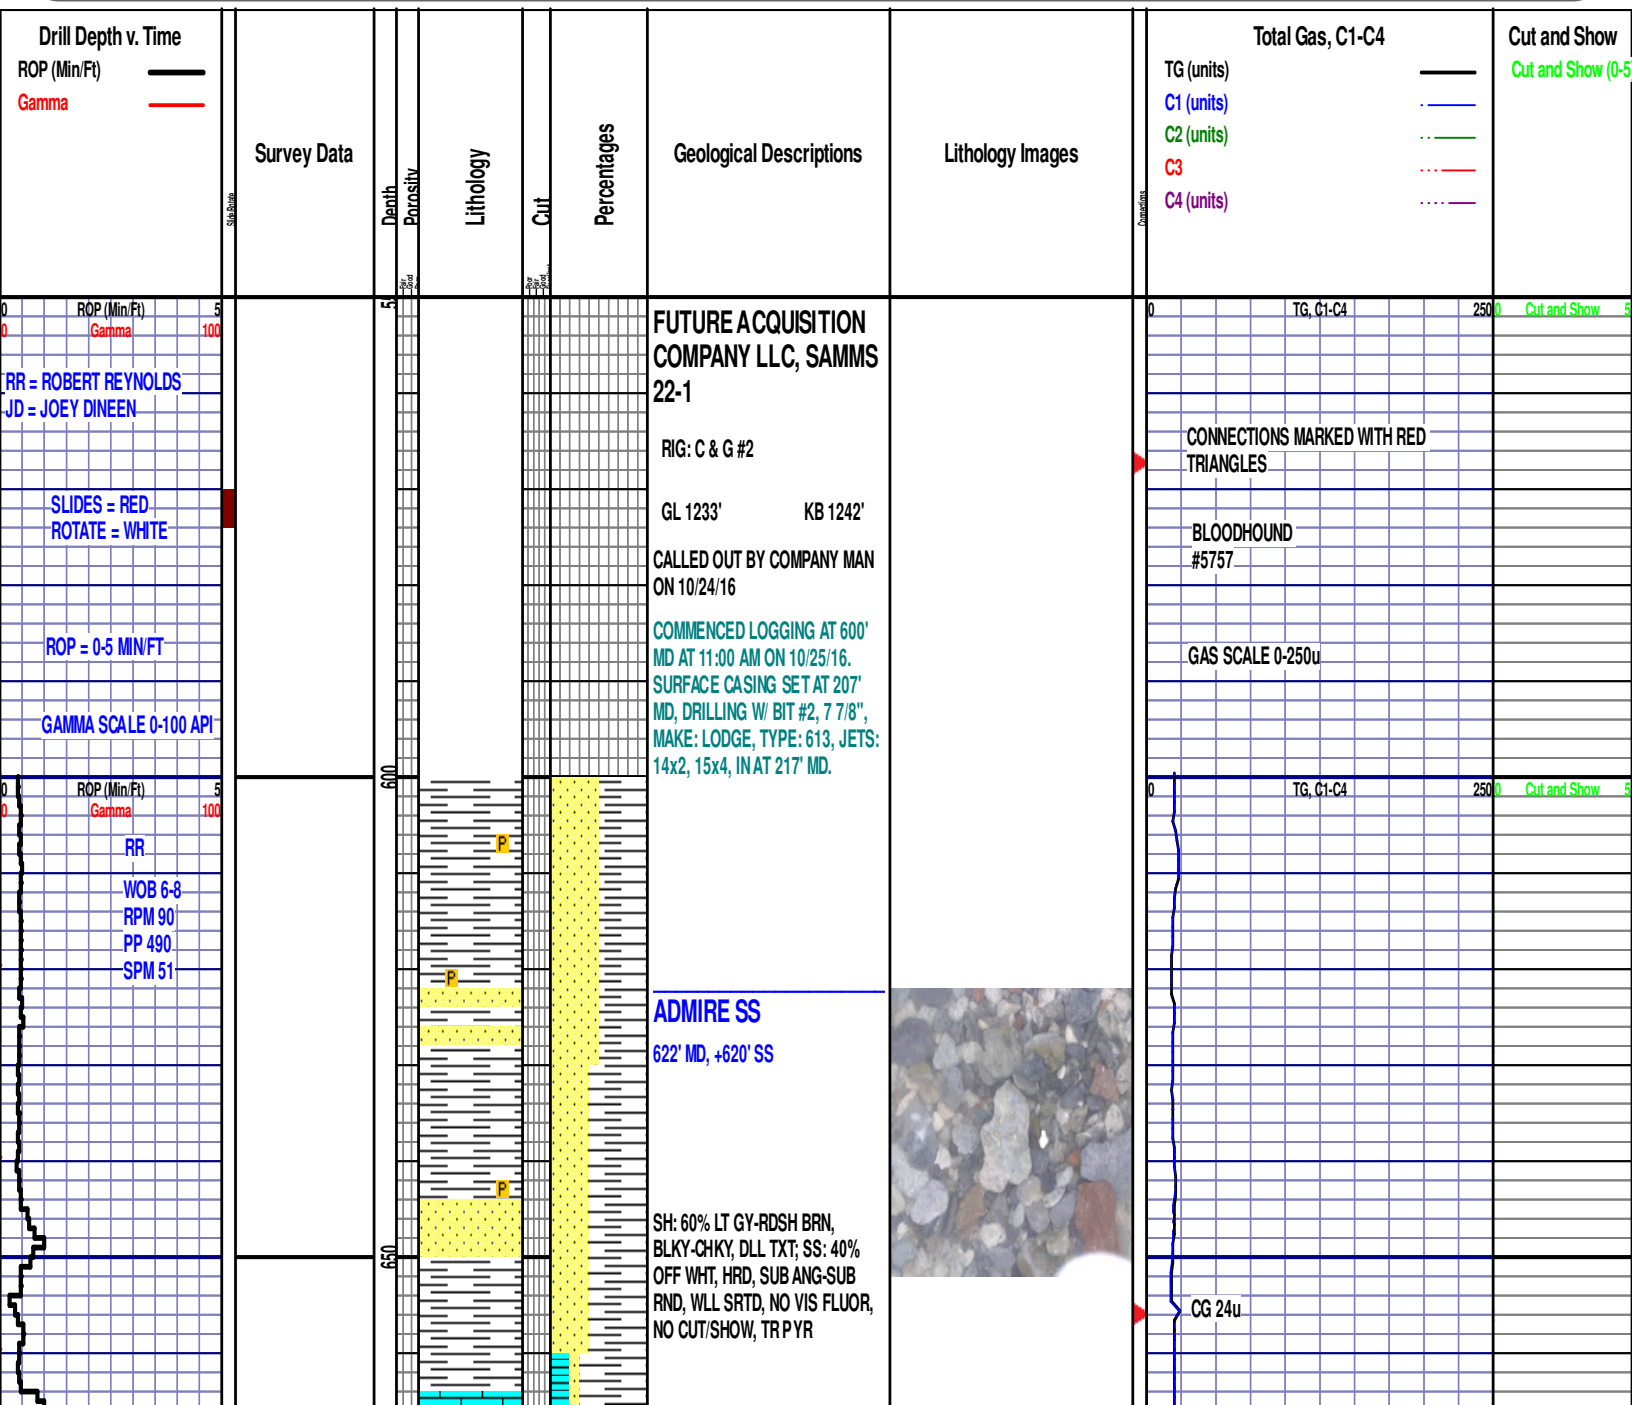 Drill Depth v. Time
ROP (Min/Ft)
Gamma
Slide/Rotate
Survey Data
Depth
Porosity
Fair
Good
Lithology
Cut
Poor
Fair
Good
Percentages
Geological Descriptions
Lithology Images
Connections
Total Gas, C1-C4
TG (units)
C1 (units)
C2 (units)
C3
C4 (units)
Cut and Show
Cut and Show (0-5
0 ROP (Min/Ft) 5
0 Gamma 100
RR = ROBERT REYNOLDS
JD = JOEY DINEEN
SLIDES = RED
ROTATE = WHITE
ROP = 0-5 MIN/FT
GAMMA SCALE 0-100 API
FUTURE ACQUISITION
COMPANY LLC, SAMMS
22-1
RIG: C & G #2
GL 1233' KB 1242'
CALLED OUT BY COMPANY MAN
ON 10/24/16
COMMENCED LOGGING AT 600'
MD AT 11:00 AM ON 10/25/16.
SURFACE CASING SET AT 207'
MD, DRILLING W/ BIT #2, 7 7/8",
MAKE: LODGE, TYPE: 613, JETS:
14x2, 15x4, IN AT 217' MD.
0 TG, C1-C4 250
0 Cut and Show 5
CONNECTIONS MARKED WITH RED
TRIANGLES
BLOODHOUND
#5757
GAS SCALE 0-250u
600
0 ROP (Min/Ft) 5
0 Gamma 100
RR
WOB 6-8
RPM 90
PP 490
SPM 51
P
P
P
ADMIRE SS
622' MD, +620' SS
650
SH: 60% LT GY-RDSH BRN,
BLKY-CHKY, DLL TXT; SS: 40%
OFF WHT, HRD, SUB ANG-SUB
RND, WLL SRTD, NO VIS FLUOR,
NO CUT/SHOW, TR PYR
0 TG, C1-C4 250
0 Cut and Show 5
CG 24u